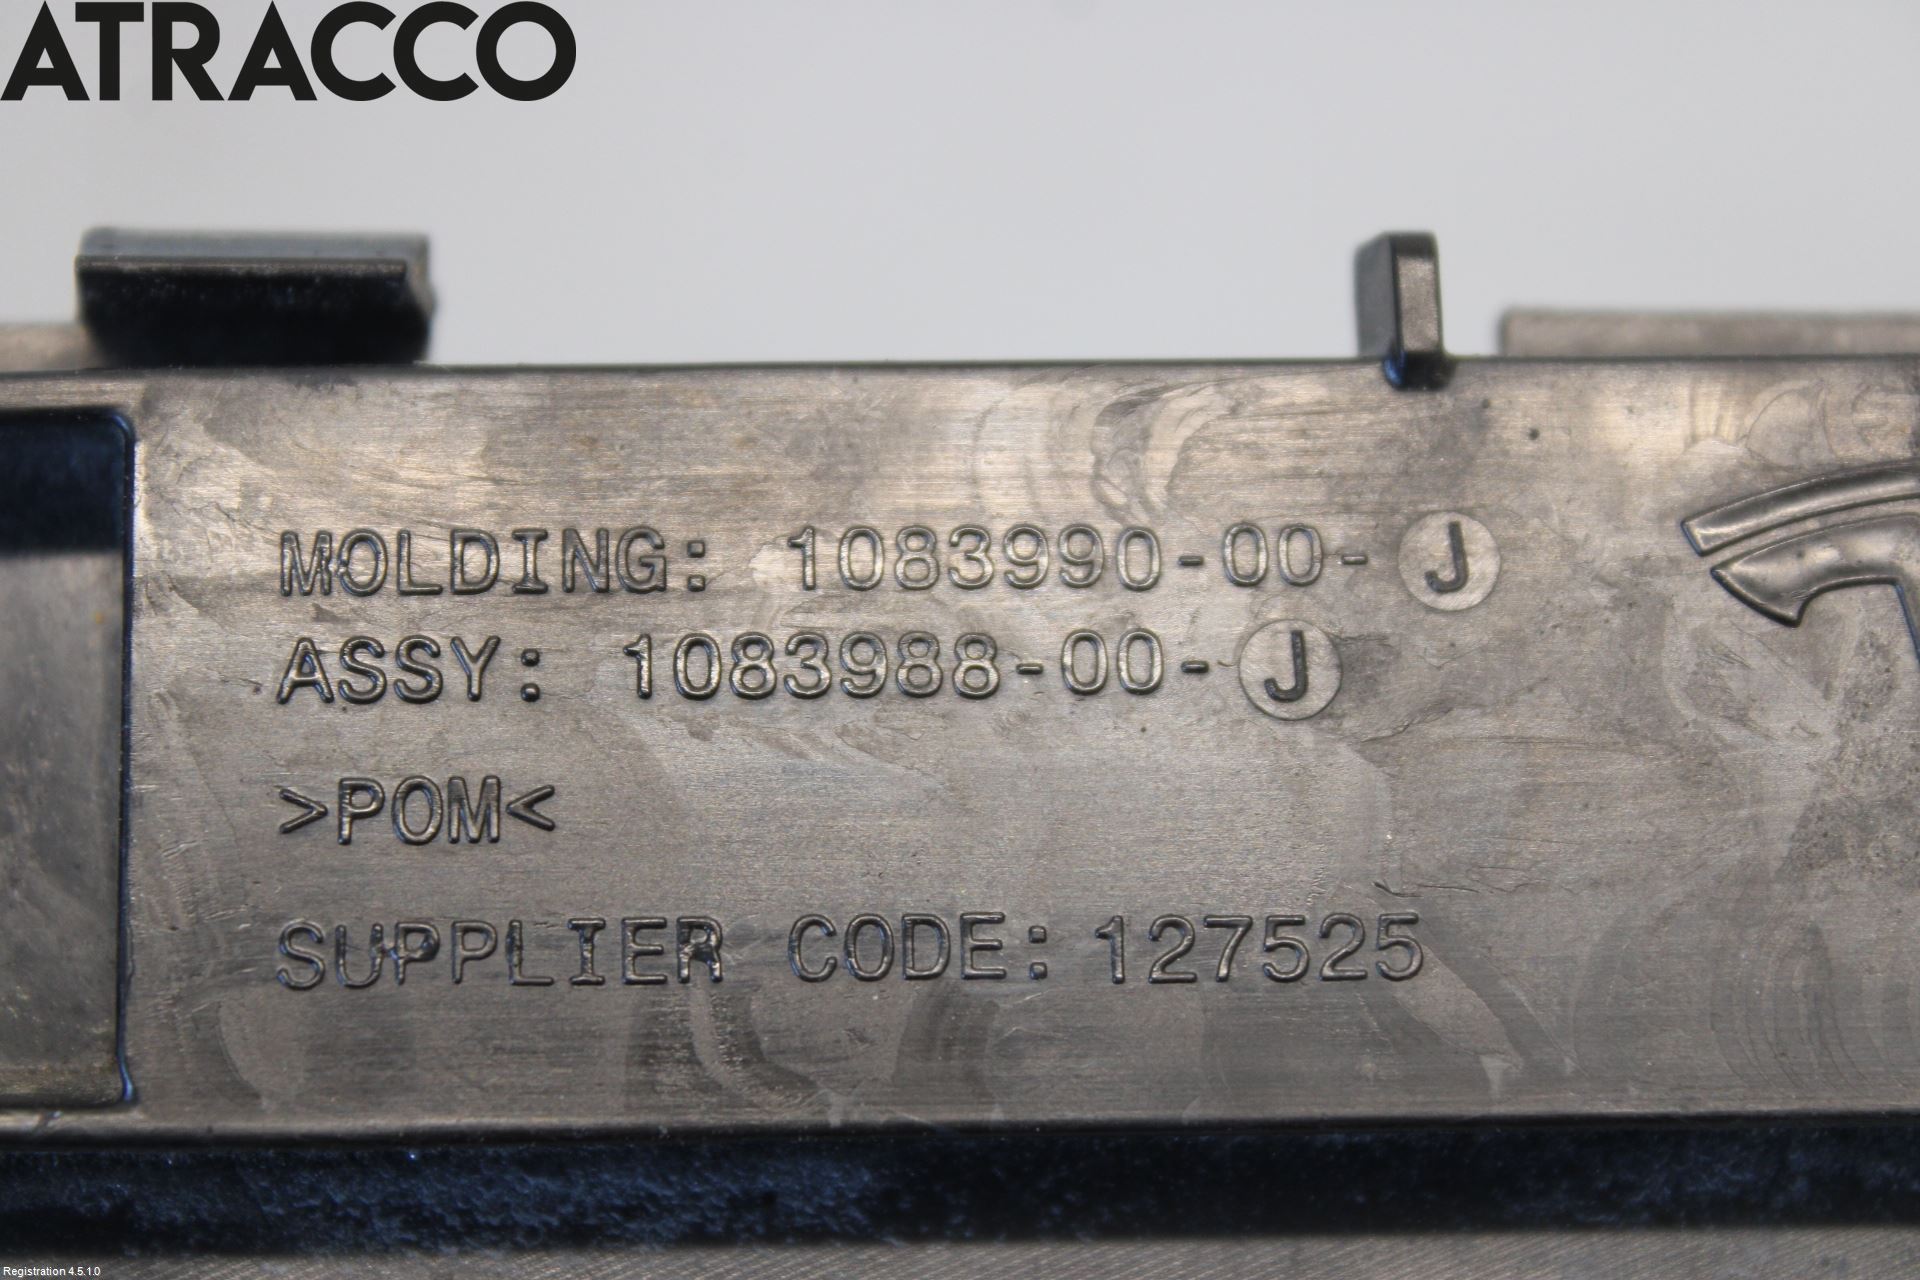 ATRACCO
MOLDING: 1083990-00-J
ASSY: 1083988-00-J
>POM<
SUPPLIER CODE: 127525
Registration 4.5.1.0